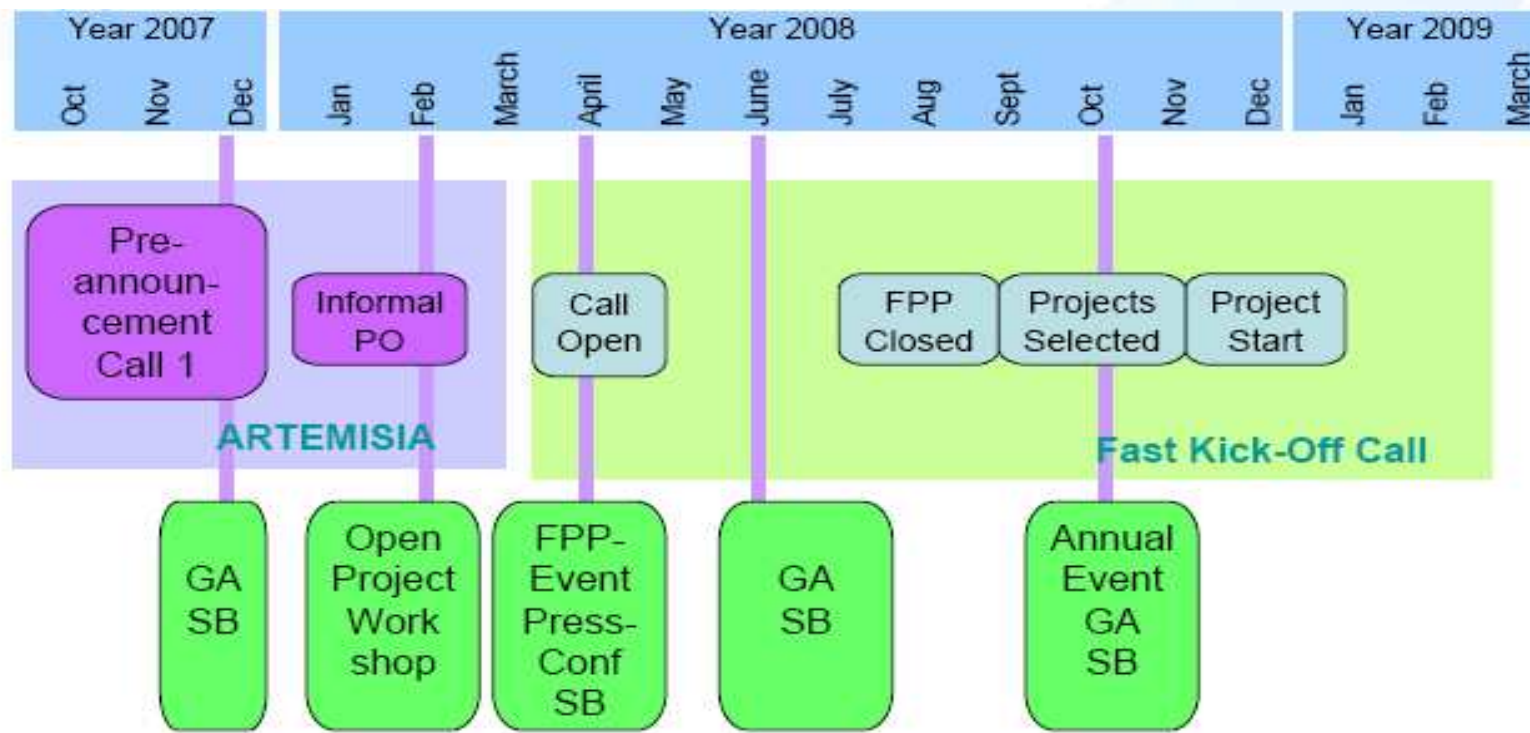 Year 2007
Year 2008
Year 2009
Oct
Nov
Dec
Jan
Feb
March
April
May
June
July
Aug
Sept
Oct
Nov
Dec
Jan
Feb
March
Pre-
announ-
cement
Call 1
Informal
PO
Call
Open
FPP
Closed
Projects
Selected
Project
Start
ARTEMISIA
Fast Kick-Off Call
GA
SB
Open
Project
Work
shop
FPP-
Event
Press-
Conf
SB
GA
SB
Annual
Event
GA
SB